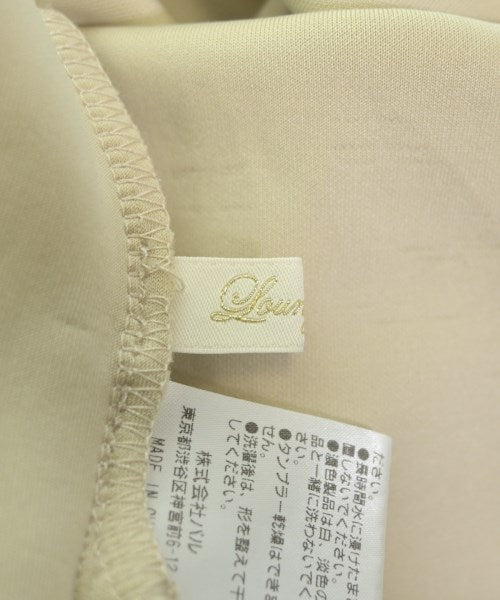 Loun
ださい。
●長時間水に浸けたま
置しないでください。
●濃色製品は白、淡色の
品と一緒に洗わないでく
さい。
●タンブラー乾燥はできま
せん。
●洗濯後は、形を整えて干
してください。
株式会社パル
東京都渋谷区神宮前6-12
MADE IN